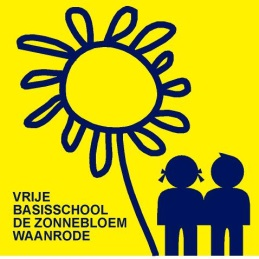 VRIJE
BASISSCHOOL
DE ZONNEBLOEM
WAANRODE